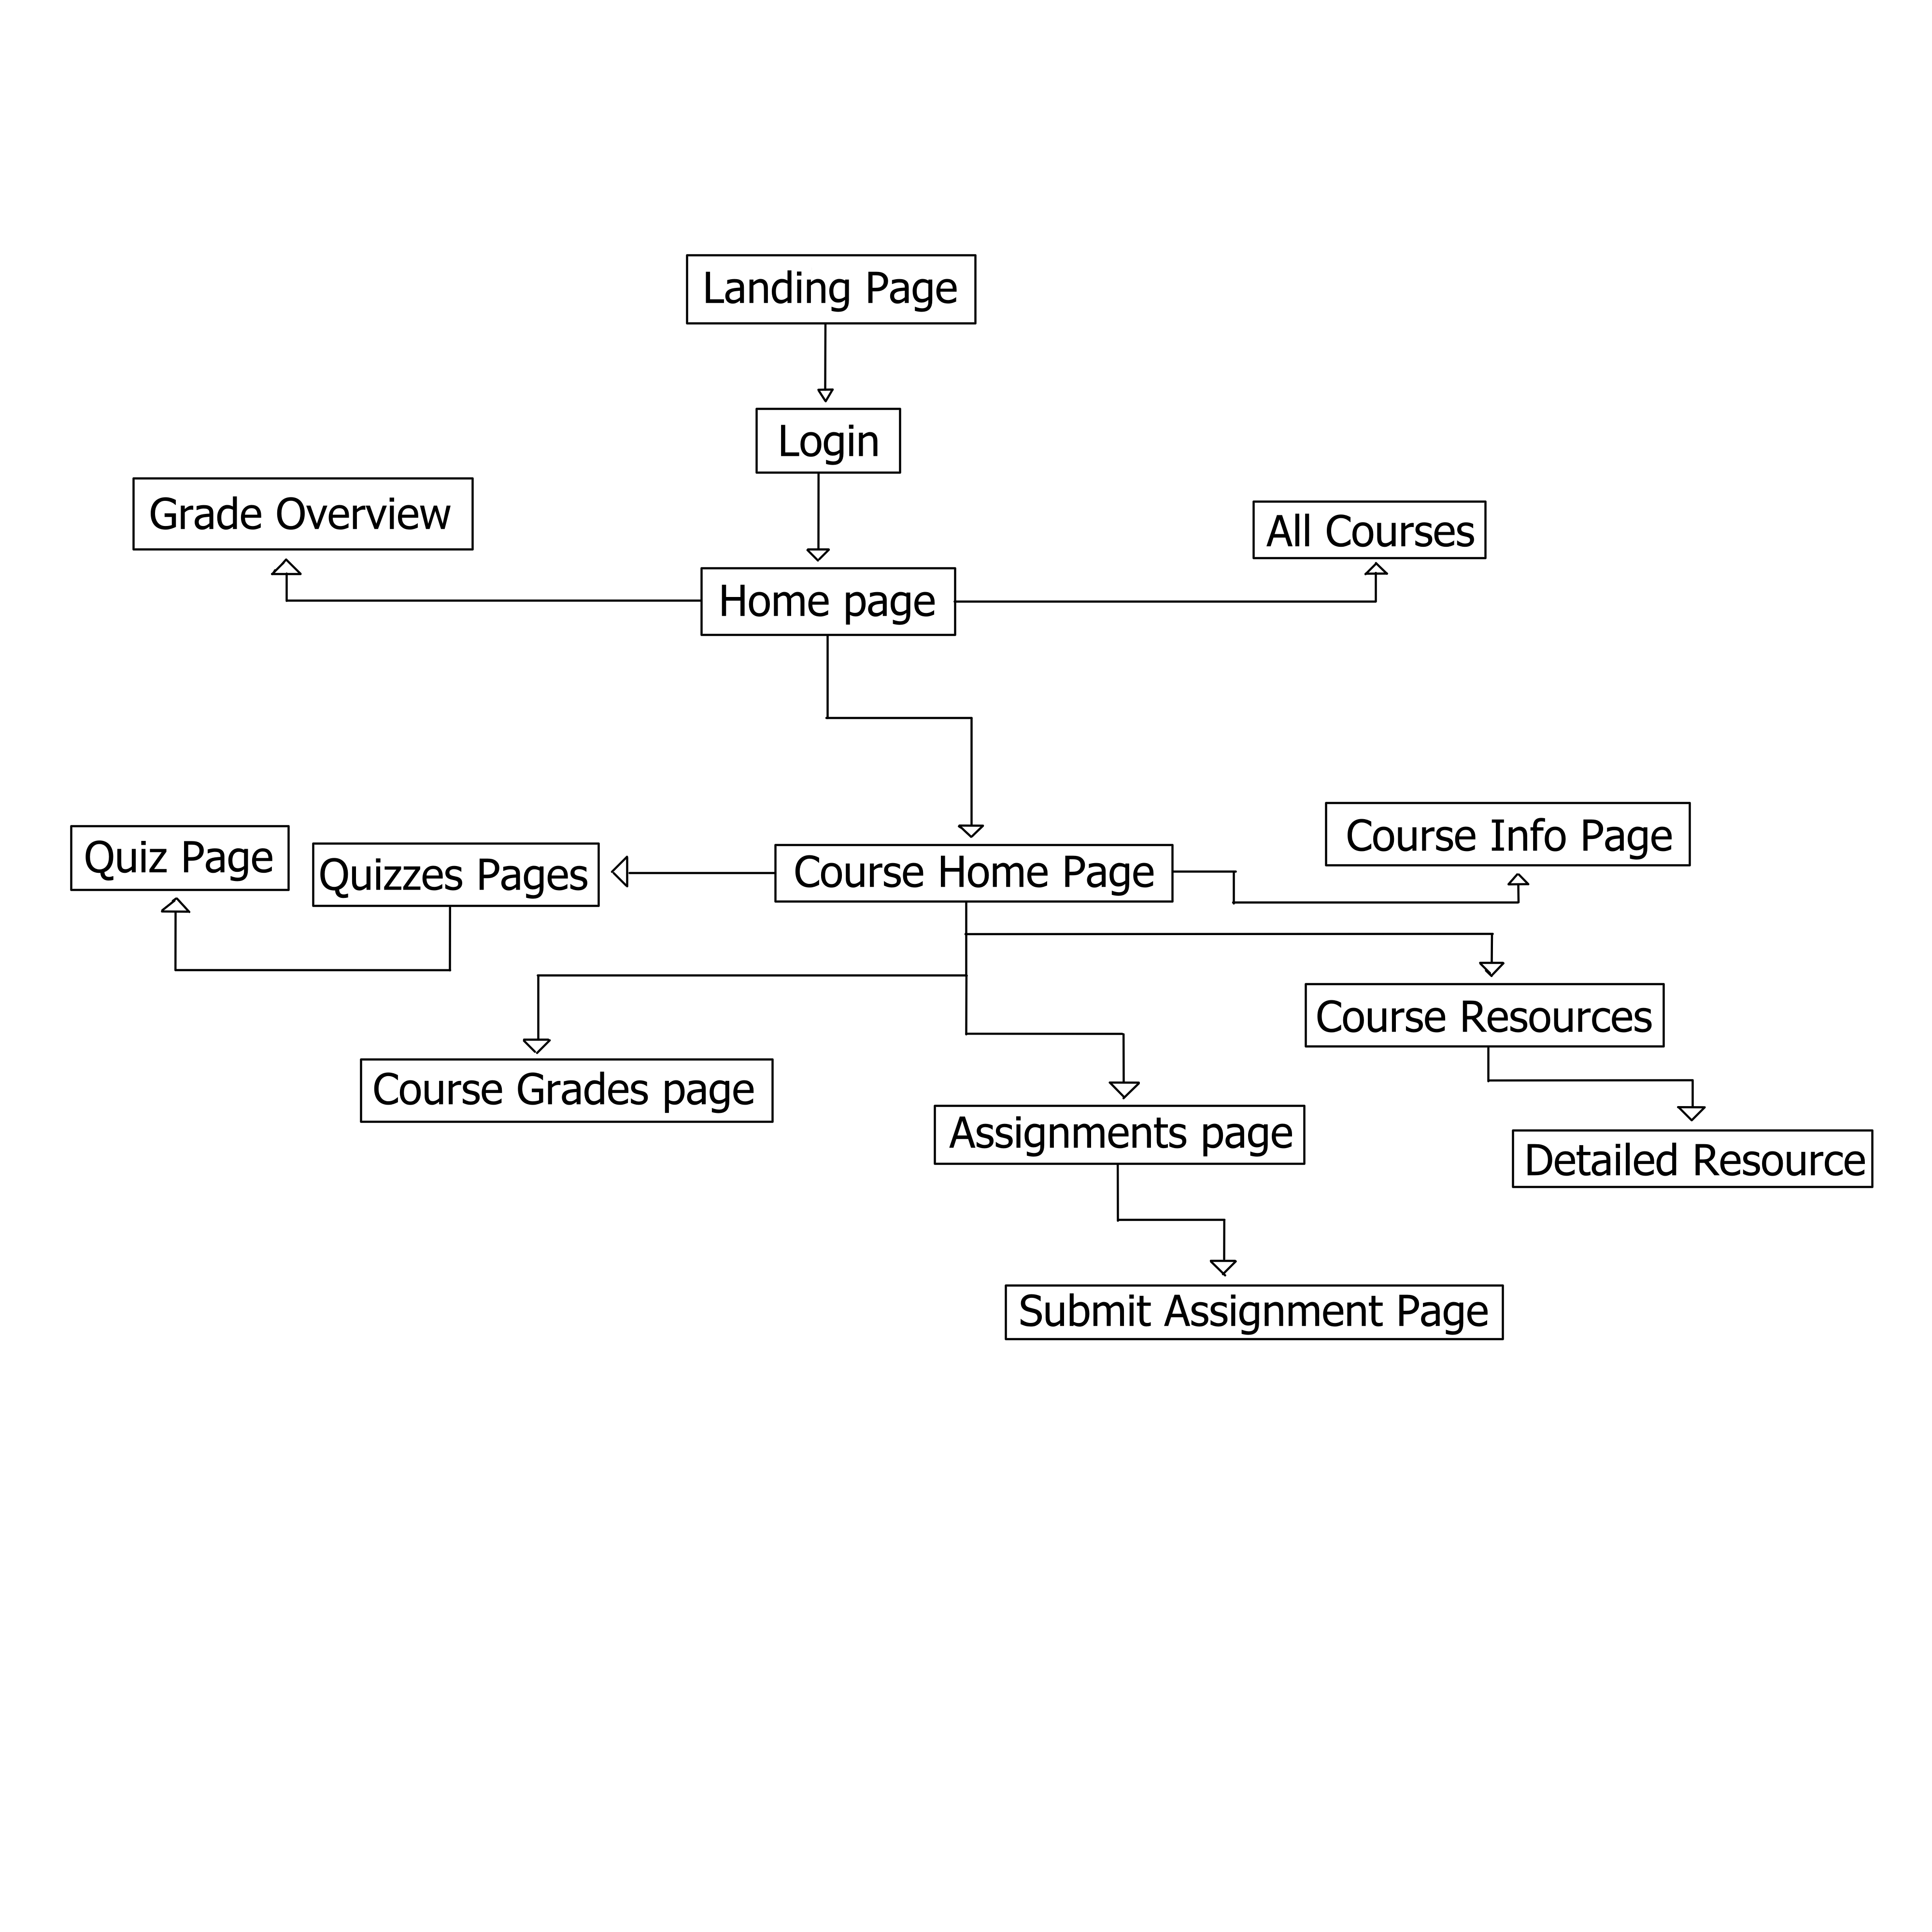 Landing Page
Login
Grade Overview
All Courses
Home page
Course Info Page
Quiz Page
Quizzes Pages
Course Home Page
Course Resources
Course Grades page
Assignments page
Detailed Resource
Submit Assignment Page